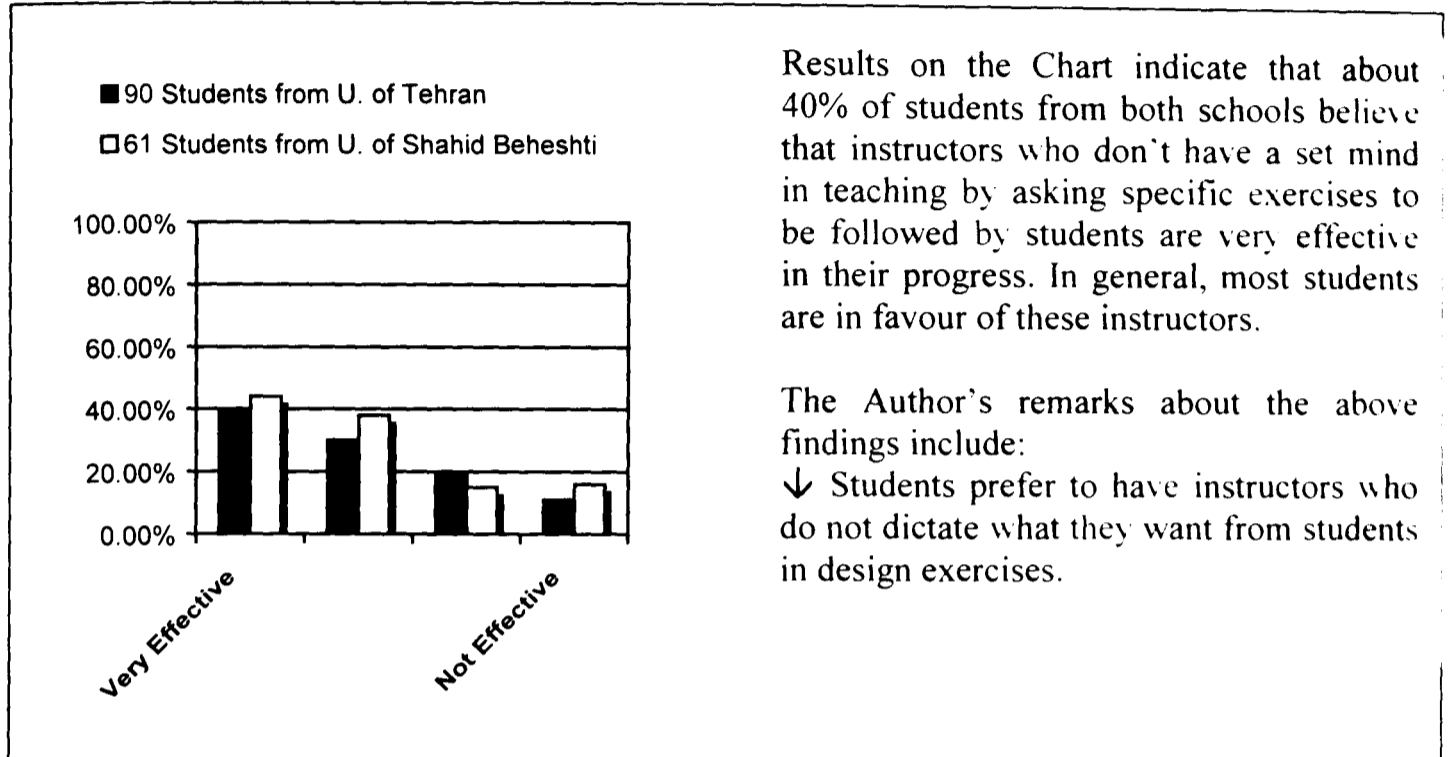 ■90 Students from U. of Tehran
□61 Students from U. of Shahid Beheshti
100.00%
80.00%
60.00%
40.00%
20.00%
0.00%
Very Effective
Not Effective
Results on the Chart indicate that about
40% of students from both schools believe
that instructors who don't have a set mind
in teaching by asking specific exercises to
be followed by students are very effective
in their progress. In general, most students
are in favour of these instructors.
The Author's remarks about the above
findings include:
↓ Students prefer to have instructors who
do not dictate what they want from students
in design exercises.